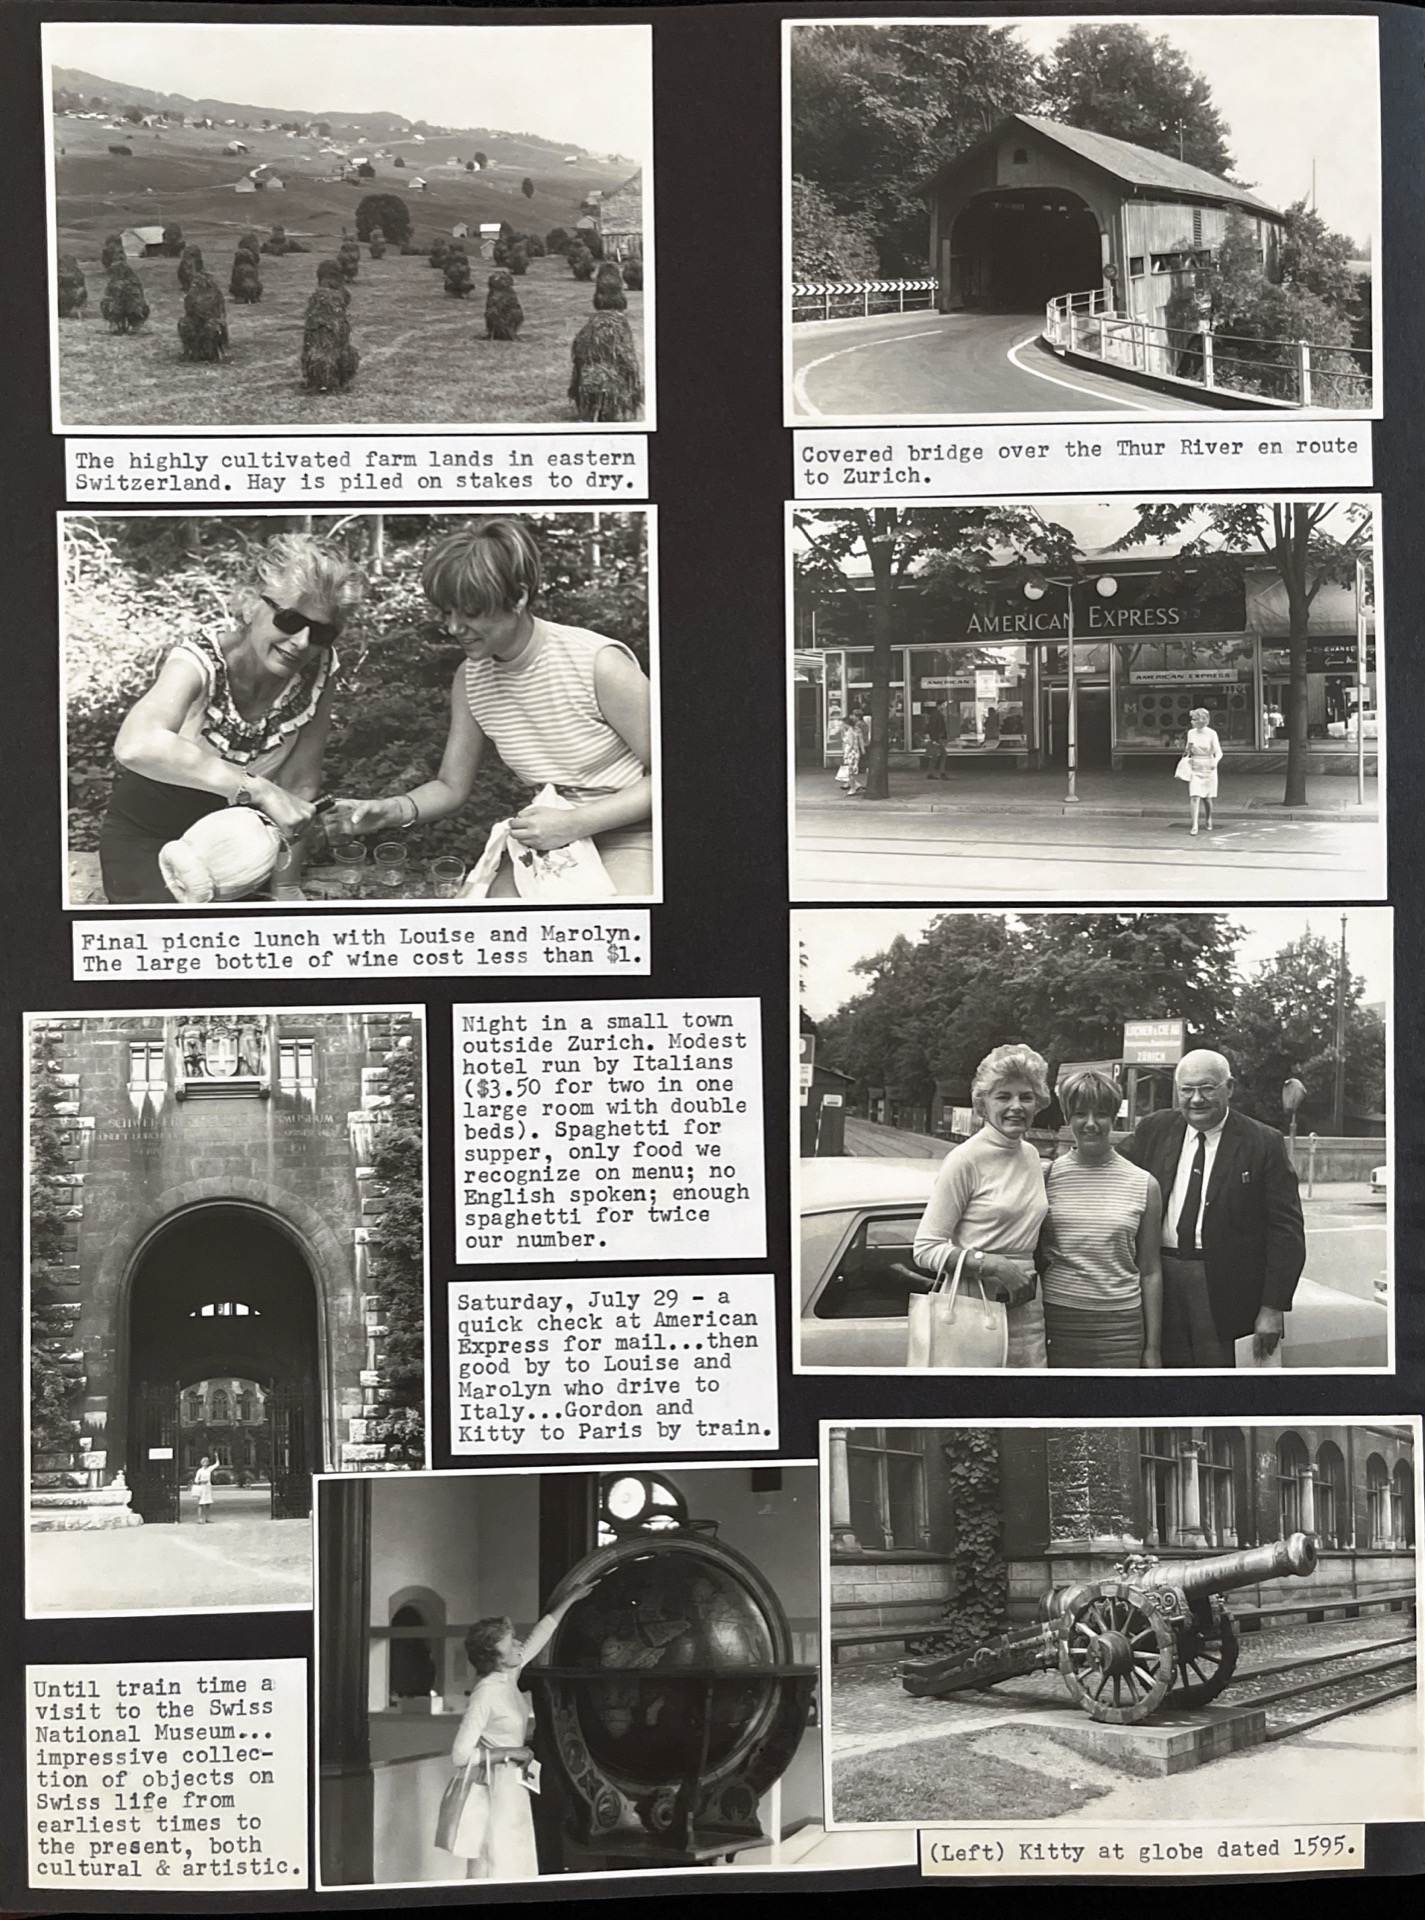 The highly cultivated farm lands in eastern
Switzerland. Hay is piled on stakes to dry.
Covered bridge over the Thur River en route
to Zurich.
AMERICAN EXPRESS
AMERICAN
AMERICAN EXPRESS
CHANEL
Final picnic lunch with Louise and Marolyn.
The large bottle of wine cost less than $1.
Night in a small town
outside Zurich. Modest
hotel run by Italians
($3.50 for two in one
large room with double
beds). Spaghetti for
supper, only food we
recognize on menu; no
English spoken; enough
spaghetti for twice
our number.
LOCHER & CIE AG
ZÜRICH
Saturday, July 29 - a
quick check at American
Express for mail...then
good by to Louise and
Marolyn who drive to
Italy...Gordon and
Kitty to Paris by train.
Until train time a
visit to the Swiss
National Museum...
impressive collec-
tion of objects on
Swiss life from
earliest times to
the present, both
cultural & artistic.
(Left) Kitty at globe dated 1595.